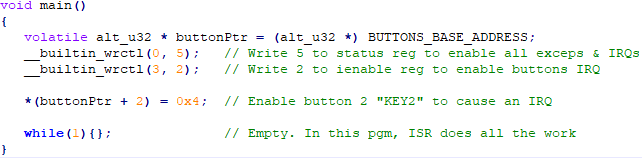 void main()
{
volatile alt_u32 * buttonPtr = (alt_u32 *) BUTTONS_BASE_ADDRESS;
__builtin_wrctl(0, 5);   // Write 5 to status reg to enable all exceps & IRQs
__builtin_wrctl(3, 2);   // Write 2 to ienable reg to enable buttons IRQ
*(buttonPtr + 2) = 0x4;  // Enable button 2 "KEY2" to cause an IRQ
while(1){};              // Empty. In this pgm, ISR does all the work
}